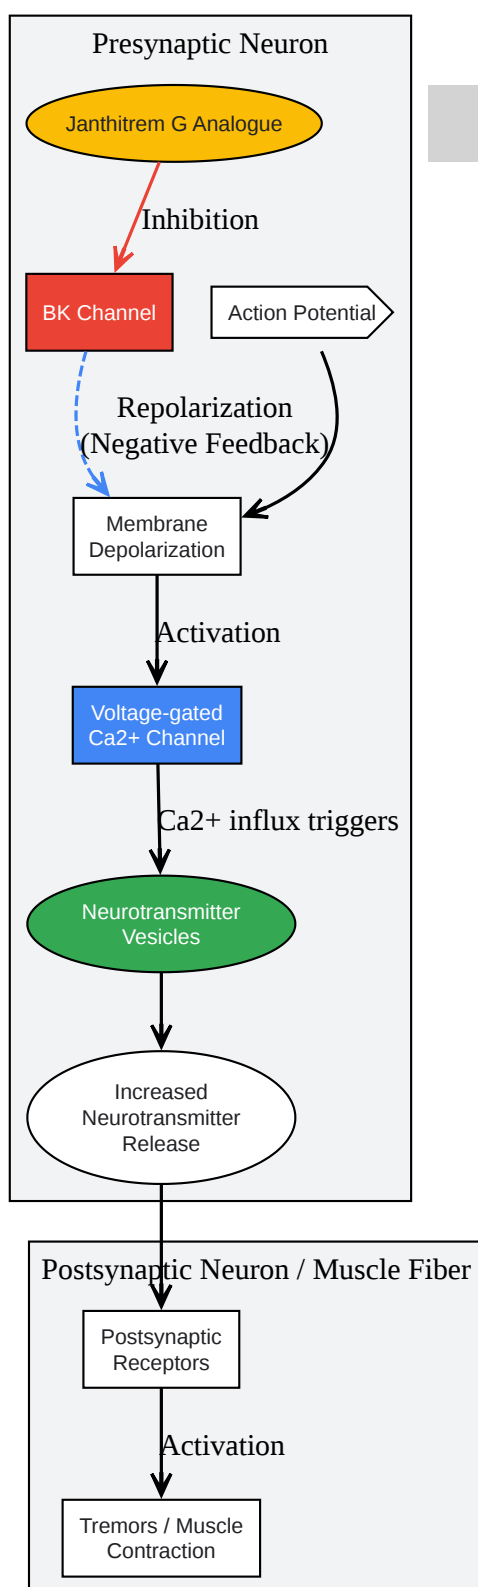 Presynaptic Neuron
Janthitrem G Analogue
Inhibition
BK Channel
Action Potential
Repolarization
(Negative Feedback)
Membrane
Depolarization
Activation
Voltage-gated
Ca2+ Channel
Ca2+ influx triggers
Neurotransmitter
Vesicles
Increased
Neurotransmitter
Release
Postsynaptic Neuron / Muscle Fiber
Postsynaptic
Receptors
Activation
Tremors / Muscle
Contraction